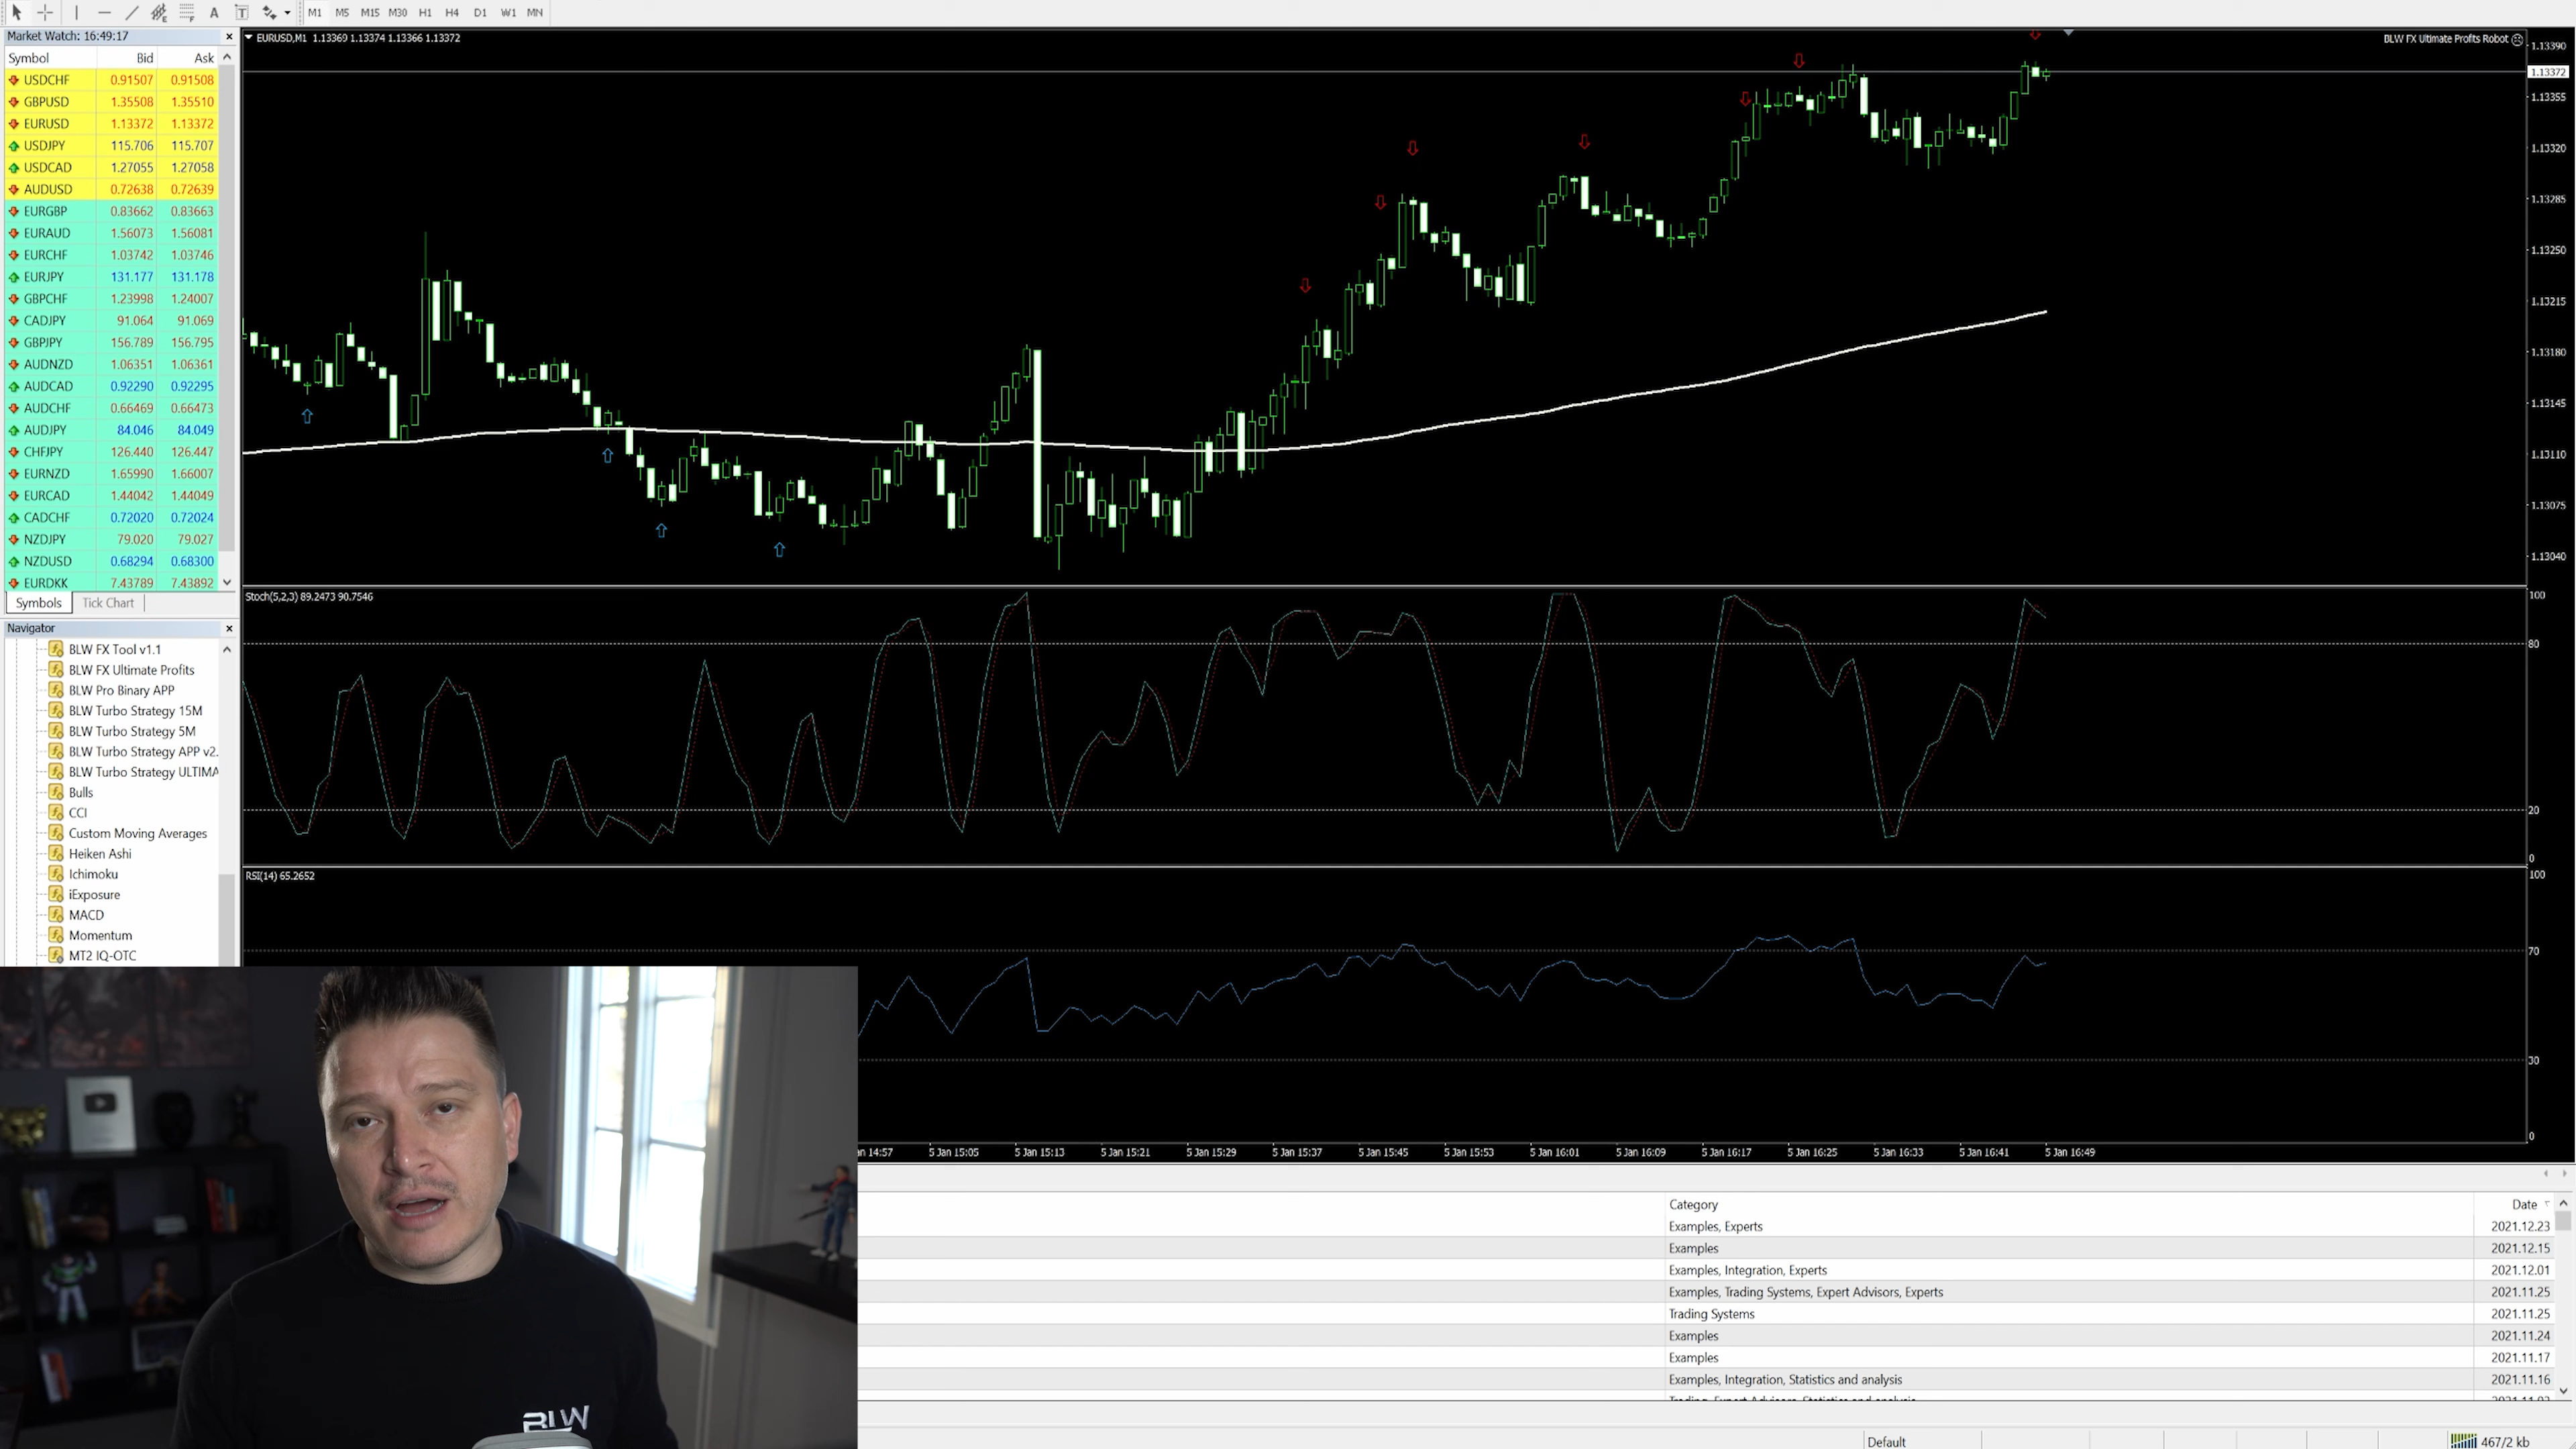 A T M1 M5 M15 M30 H1 H4 D1 W1 MN
Market Watch: 16:49:17
Symbol Bid Ask
USDCHF 0.91507 0.91508
GBPUSD 1.35508 1.35510
EURUSD 1.13372 1.13372
USDJPY 115.706 115.707
USDCAD 1.27055 1.27058
AUDUSD 0.72638 0.72639
EURGBP 0.83662 0.83663
EURAUD 1.56073 1.56081
EURCHF 1.03742 1.03746
EURJPY 131.177 131.178
GBPCHF 1.23998 1.24007
CADJPY 91.064 91.069
GBPJPY 156.789 156.795
AUDNZD 1.06351 1.06361
AUDCAD 0.92290 0.92295
AUDCHF 0.66469 0.66473
AUDJPY 84.046 84.049
CHFJPY 126.440 126.447
EURNZD 1.65990 1.66007
EURCAD 1.44042 1.44049
CADCHF 0.72020 0.72024
NZDJPY 79.020 79.027
NZDUSD 0.68294 0.68300
EURDKK 7.43789 7.43892
Symbols Tick Chart
Navigator
BLW FX Tool v1.1
BLW FX Ultimate Profits
BLW Pro Binary APP
BLW Turbo Strategy 15M
BLW Turbo Strategy 5M
BLW Turbo Strategy APP v2.
BLW Turbo Strategy ULTIMA
Bulls
CCI
Custom Moving Averages
Heiken Ashi
Ichimoku
iExposure
MACD
Momentum
MT2 IQ-OTC
EURUSD,M1 1.13369 1.13374 1.13366 1.13372
BLW FX Ultimate Profits Robot
1.13390
1.13372
1.13355
1.13320
1.13285
1.13250
1.13215
1.13180
1.13145
1.13110
1.13075
1.13040
Stoch(5,2,3) 89.2473 90.7546
100
80
20
0
RSI(14) 65.2652
100
70
30
0
an 14:57 5 Jan 15:05 5 Jan 15:13 5 Jan 15:21 5 Jan 15:29 5 Jan 15:37 5 Jan 15:45 5 Jan 15:53 5 Jan 16:01 5 Jan 16:09 5 Jan 16:17 5 Jan 16:25 5 Jan 16:33 5 Jan 16:41 5 Jan 16:49
Category Date
Examples, Experts 2021.12.23
Examples 2021.12.15
Examples, Integration, Experts 2021.12.01
Examples, Trading Systems, Expert Advisors, Experts 2021.11.25
Trading Systems 2021.11.25
Examples 2021.11.24
Examples 2021.11.17
Examples, Integration, Statistics and analysis 2021.11.16
BLW
Default 467/2 kb